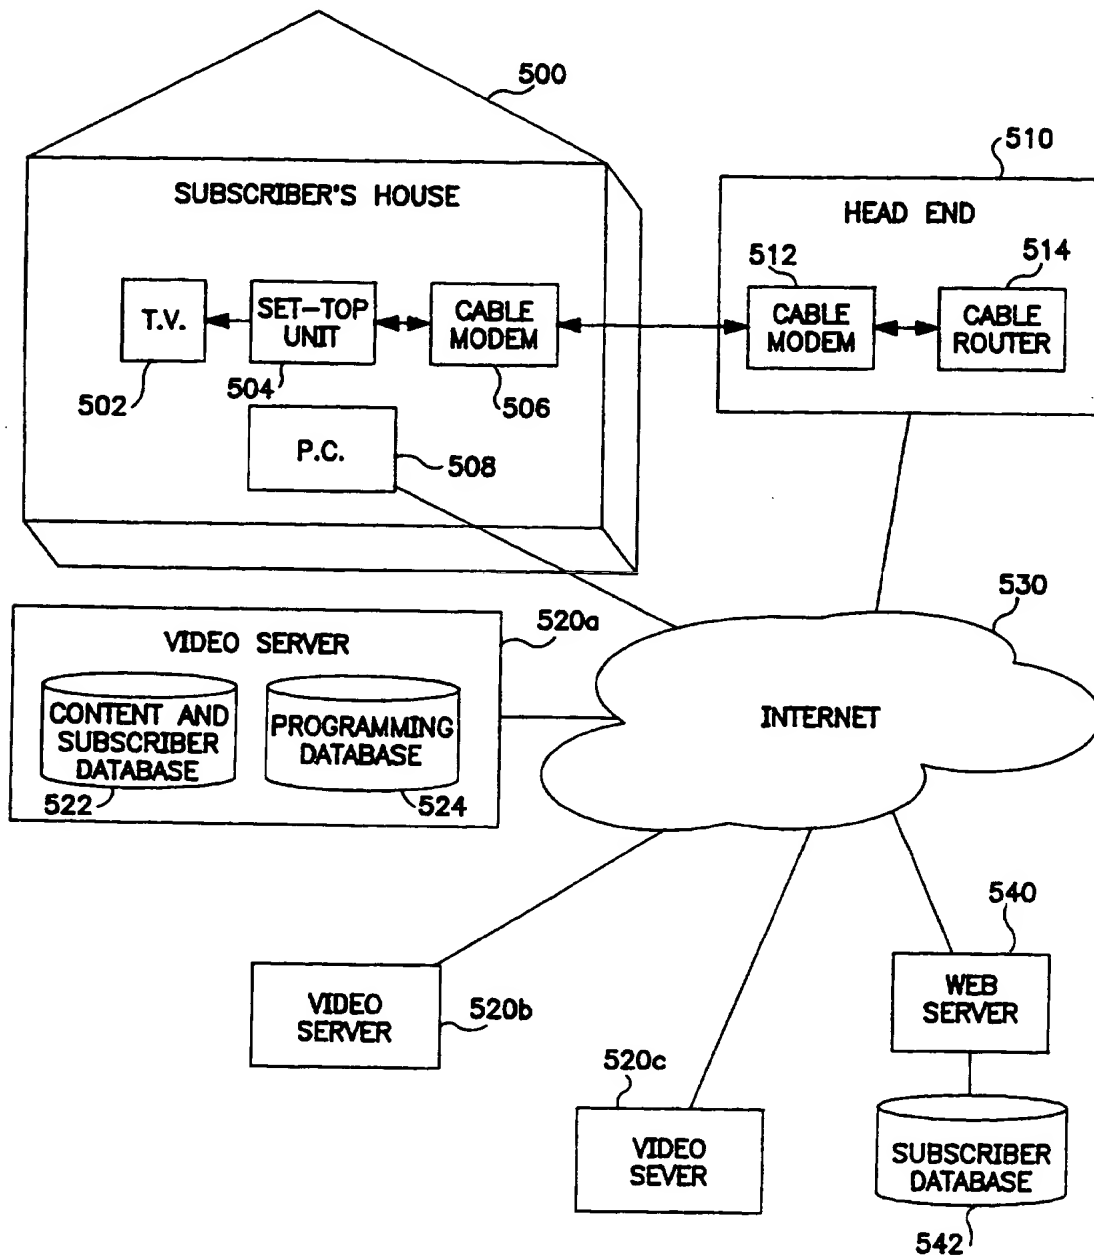 500
SUBSCRIBER'S HOUSE
T.V.
502
SET-TOP
UNIT
504
CABLE
MODEM
506
P.C.
508
510
HEAD END
512
CABLE
MODEM
514
CABLE
ROUTER
520a
VIDEO SERVER
CONTENT AND
SUBSCRIBER
DATABASE
522
PROGRAMMING
DATABASE
524
530
INTERNET
VIDEO
SERVER
520b
520c
VIDEO
SEVER
540
WEB
SERVER
SUBSCRIBER
DATABASE
542